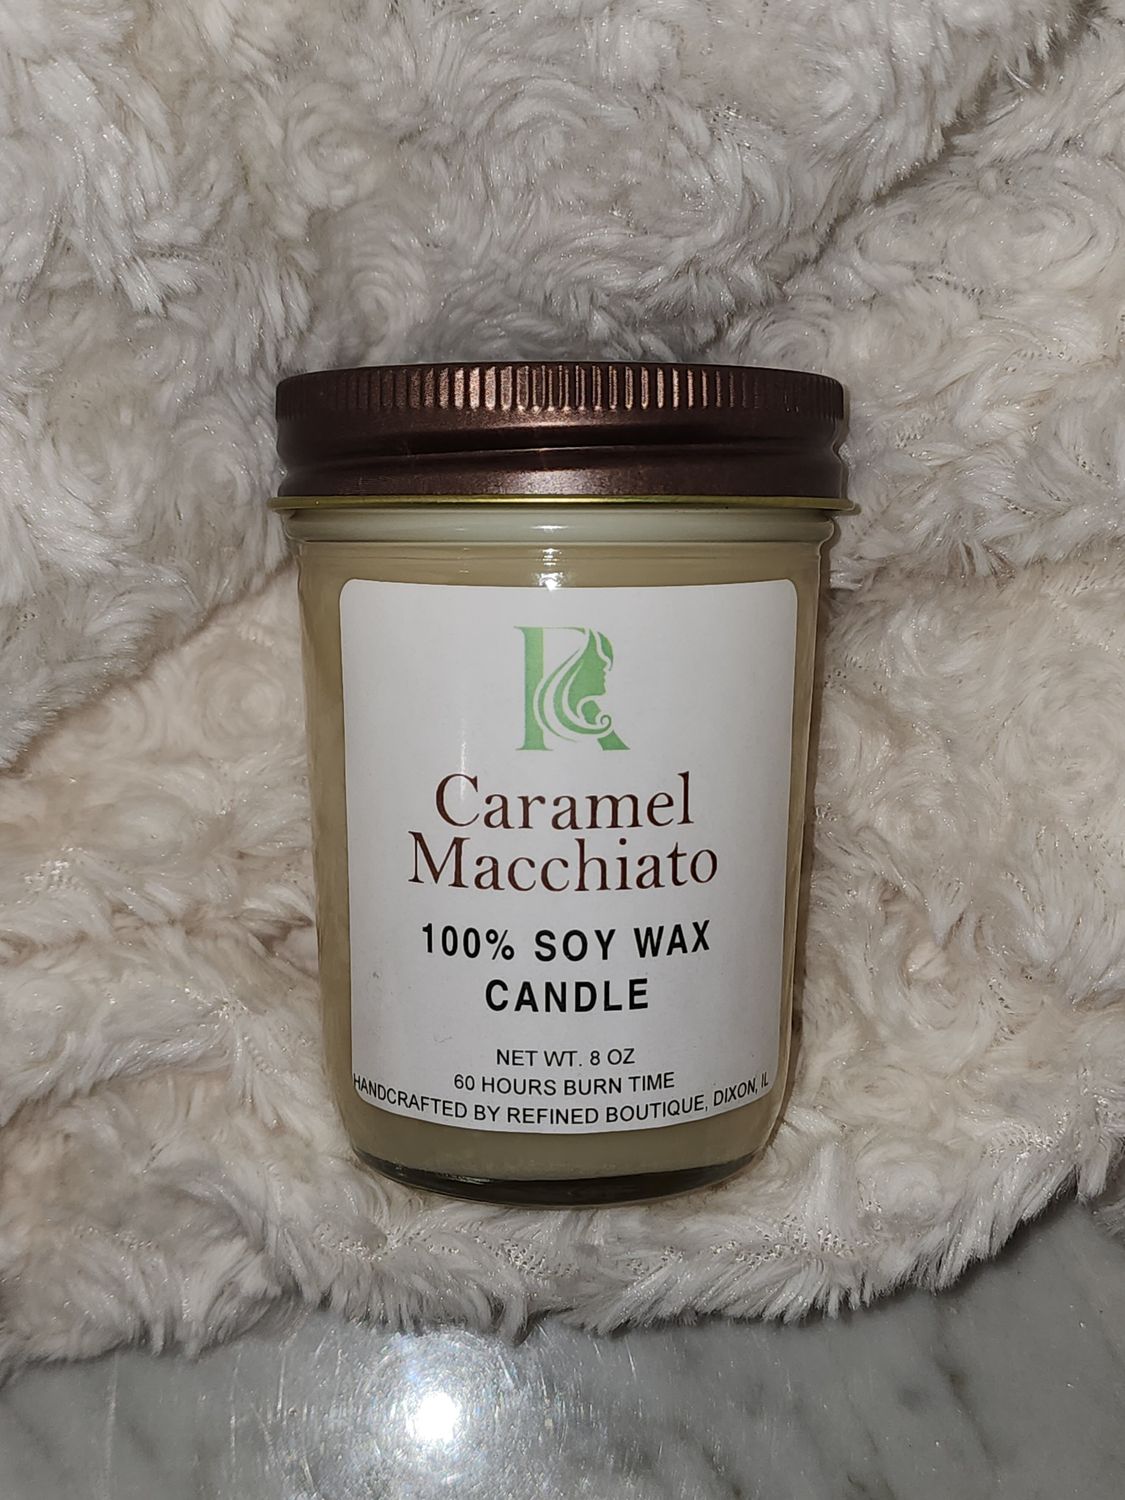 R
Caramel
Macchiato
100% SOY WAX
CANDLE
NET WT. 8 OZ
60 HOURS BURN TIME
HANDCRAFTED BY REFINED BOUTIQUE, DIXON, IL